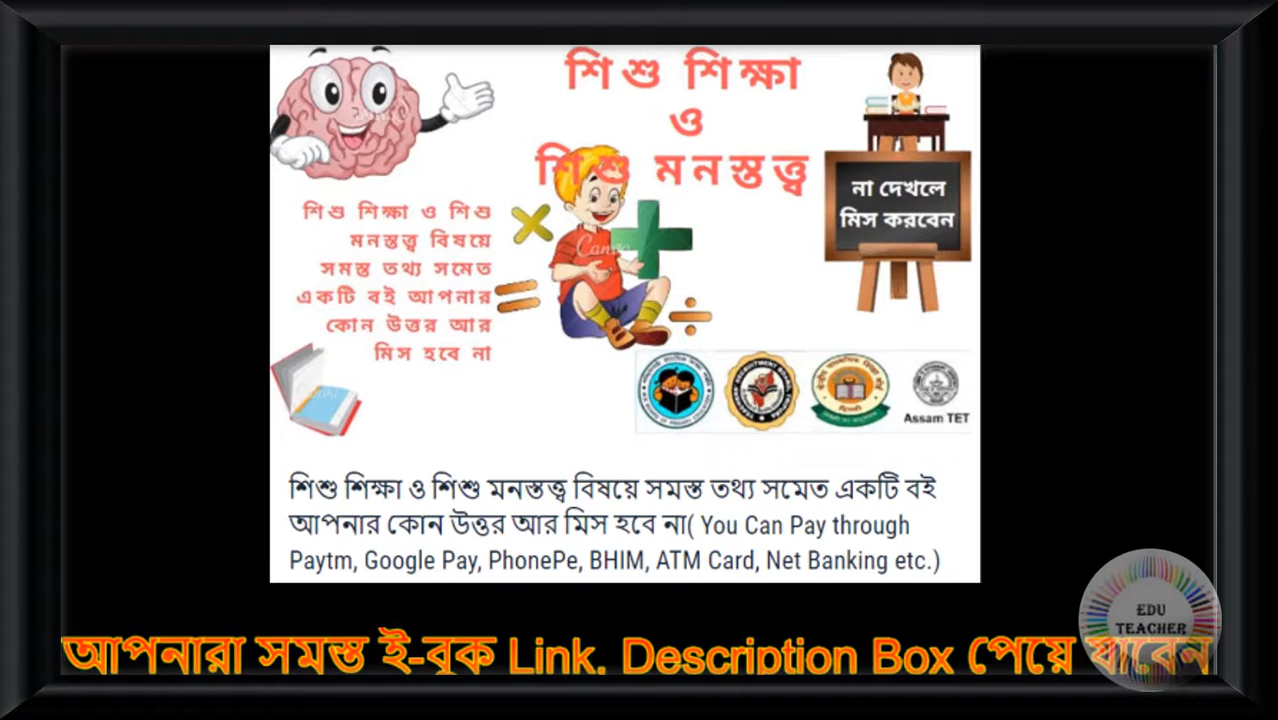 শিশু শিক্ষা
ও
শিশু মনস্তত্ত্ব
না দেখলে
মিস করবেন
শিশু শিক্ষা ও শিশু
মনস্তত্ত্ব বিষয়ে
সমস্ত তথ্য সমেত
একটি বই আপনার
কোন উত্তর আর
মিস হবে না
Assam TET
শিশু শিক্ষা ও শিশু মনস্তত্ত্ব বিষয়ে সমস্ত তথ্য সমেত একটি বই
আপনার কোন উত্তর আর মিস হবে না( You Can Pay through
Paytm, Google Pay, PhonePe, BHIM, ATM Card, Net Banking etc.)
EDU
TEACHER
আপনারা সমস্ত ই-বুক Link, Description Box পেয়ে যাবেন